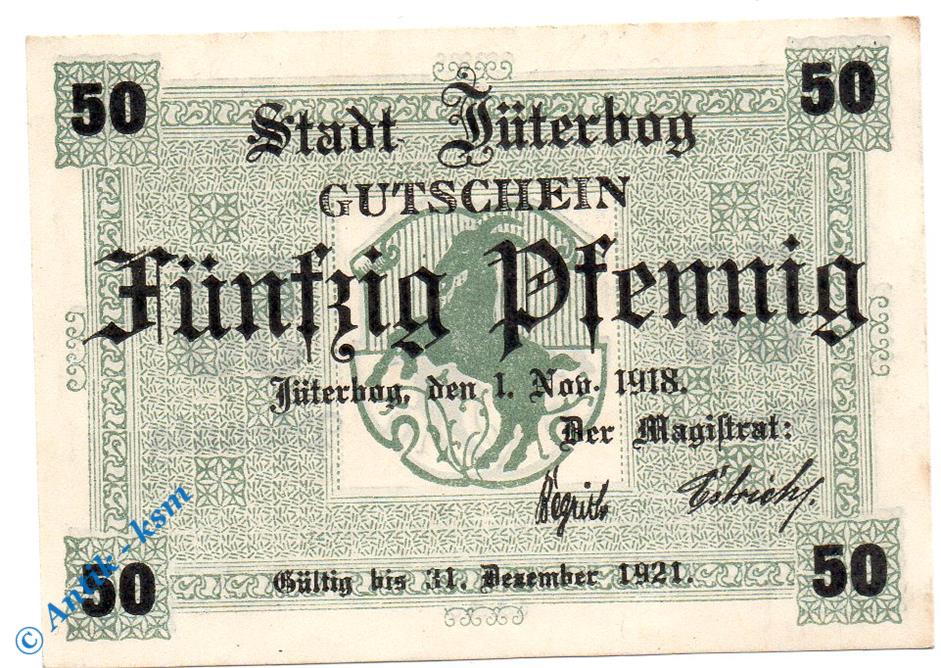 50 50
Stadt Jüterbog
GUTSCHEIN
Fünfzig Pfennig
Jüterbog, den 1. Nov. 1918.
Der Magiſtrat:
Gültig bis 31. Dezember 1921.
50 50
© Antik - ksm